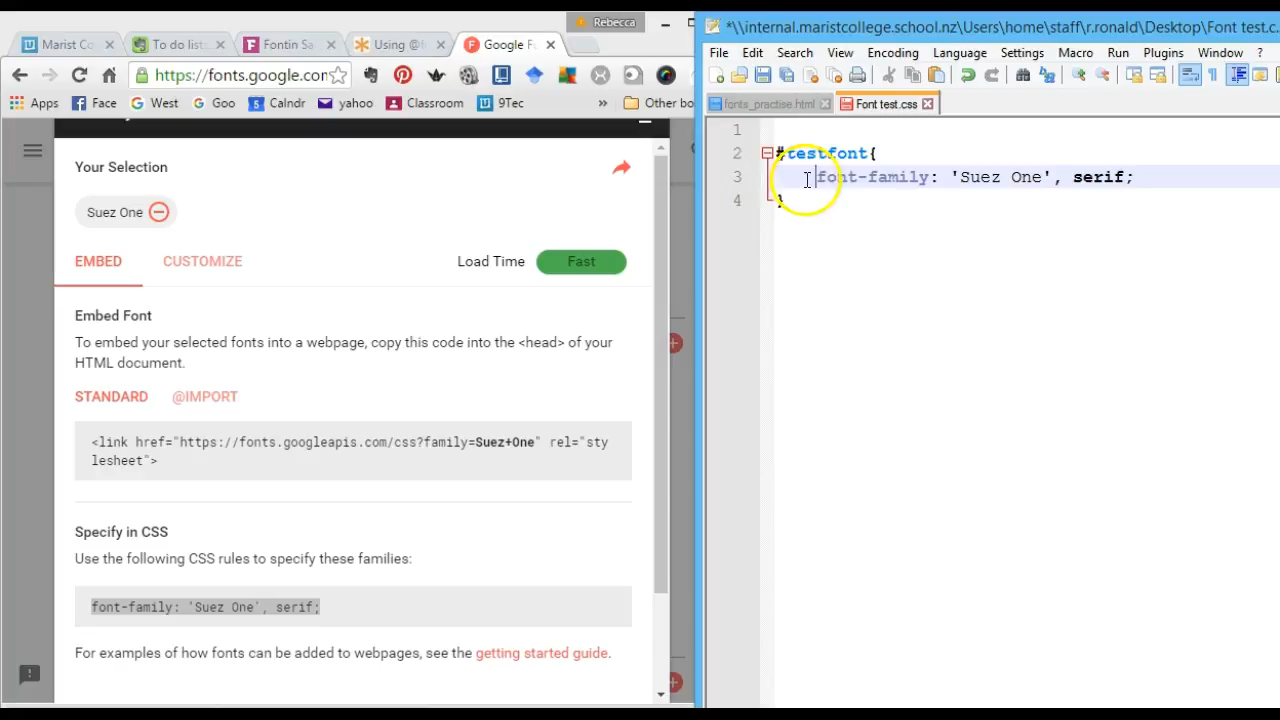 Rebecca
Marist Co
To do list
Fontin Sa
Using @f
Google F
https://fonts.google.com
Apps
Face
West
Goo
Calndr
yahoo
Classroom
9Tec
»
Other bo
Your Selection
Suez One
EMBED
CUSTOMIZE
Load Time
Fast
Embed Font
To embed your selected fonts into a webpage, copy this code into the <head> of your
HTML document.
STANDARD
@IMPORT
<link href="https://fonts.googleapis.com/css?family=Suez+One" rel="sty
lesheet">
Specify in CSS
Use the following CSS rules to specify these families:
font-family: 'Suez One', serif;
For examples of how fonts can be added to webpages, see the getting started guide.
*\\internal.maristcollege.school.nz\Users\home\staff\r.ronald\Desktop\Font test.c
File Edit Search View Encoding Language Settings Macro Run Plugins Window ?
fonts_practise.html
Font test.css
1
2 #testfont{
3 font-family: 'Suez One', serif;
4 }